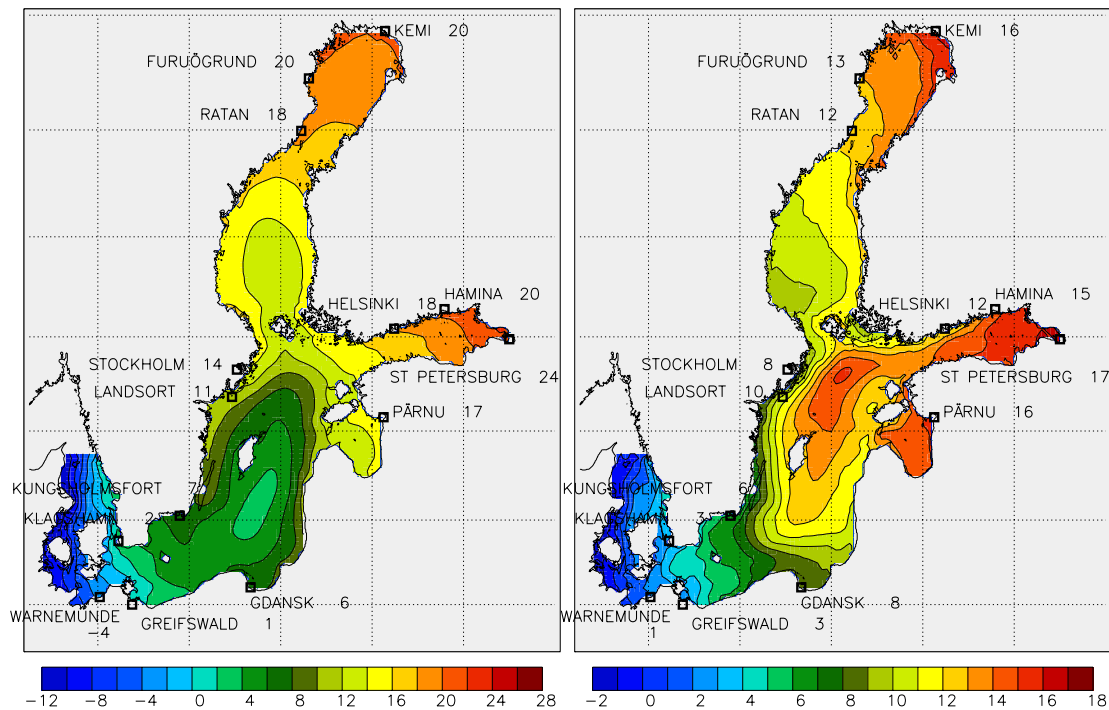 KEMI 20
FURUÖGRUND 20
RATAN 18
HELSINKI 18
HAMINA 20
STOCKHOLM 14
ST PETERSBURG 24
LANDSORT 11
PÄRNU 17
KUNGSHOLMSFORT 7
KLAGSHAMN 2
GDANSK 6
WARNEMÜNDE
-4
GREIFSWALD 1
-12 -8 -4 0 4 8 12 16 20 24 28
KEMI 16
FURUÖGRUND 13
RATAN 12
HELSINKI 12
HAMINA 15
STOCKHOLM 8
ST PETERSBURG 17
LANDSORT 10
PÄRNU 16
KUNGSHOLMSFORT 6
KLAGSHAMN 3
GDANSK 8
WARNEMÜNDE
1
GREIFSWALD 3
-2 0 2 4 6 8 10 12 14 16 18